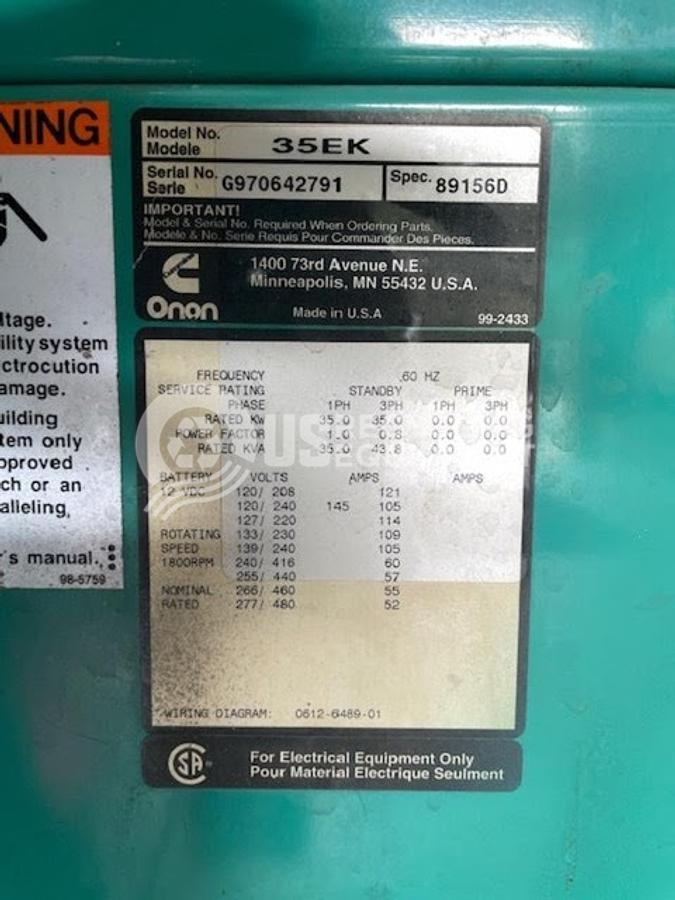 NING
ltage.
ility system
ctrocution
amage.
uilding
tem only
pproved
ch or an
alleling,
's manual.
98-5759
Model No.
Modele
35EK
Serial No.
Serie
G970642791
Spec. 89156D
IMPORTANT!
Model & Serial No. Required When Ordering Parts.
Modele & No. Serie Requis Pour Commander Des Pieces.
Onan
1400 73rd Avenue N.E.
Minneapolis, MN 55432 U.S.A.
Made in U.S.A
99-2433
FREQUENCY 60 HZ
SERVICE RATING STANDBY PRIME
PHASE 1PH 3PH 1PH 3PH
RATED KW 35.0 35.0 0.0 0.0
POWER FACTOR 1.0 0.8 0.0 0.0
RATED KVA 35.0 43.8 0.0 0.0
BATTERY VOLTS AMPS AMPS
12 VDC 120/ 208 121
120/ 240 145 105
127/ 220 114
ROTATING 133/ 230 109
SPEED 139/ 240 105
1800RPM 240/ 416 60
255/ 440 57
NOMINAL 266/ 460 55
RATED 277/ 480 52
WIRING DIAGRAM: 0612-6489-01
CSA
For Electrical Equipment Only
Pour Material Electrique Seulment
US